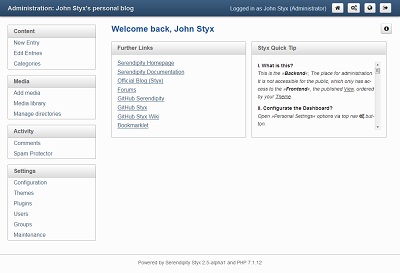 Administration: John Styx's personal blog
Logged in as John Styx (Administrator)
Content
New Entry
Edit Entries
Categories
Media
Add media
Media library
Manage directories
Activity
Comments
Spam Protector
Settings
Configuration
Themes
Plugins
Users
Groups
Maintenance
Welcome back, John Styx
Further Links
Serendipity Homepage
Serendipity Documentation
Official Blog (Styx)
Forums
GitHub Serendipity
GitHub Styx
GitHub Styx Wiki
Bookmarklet
Styx Quick Tip
I. What is this?
This is the »Backend«; The place for administration.
It is not accessible for the public, which only has ac-
cess to the »Frontend«, the published View, ordered
by your Theme.
II. Configurate the Dashboard?
Open »Personal Settings« options via top nav but-
ton.
Powered by Serendipity Styx 2.5-alpha1 and PHP 7.1.12